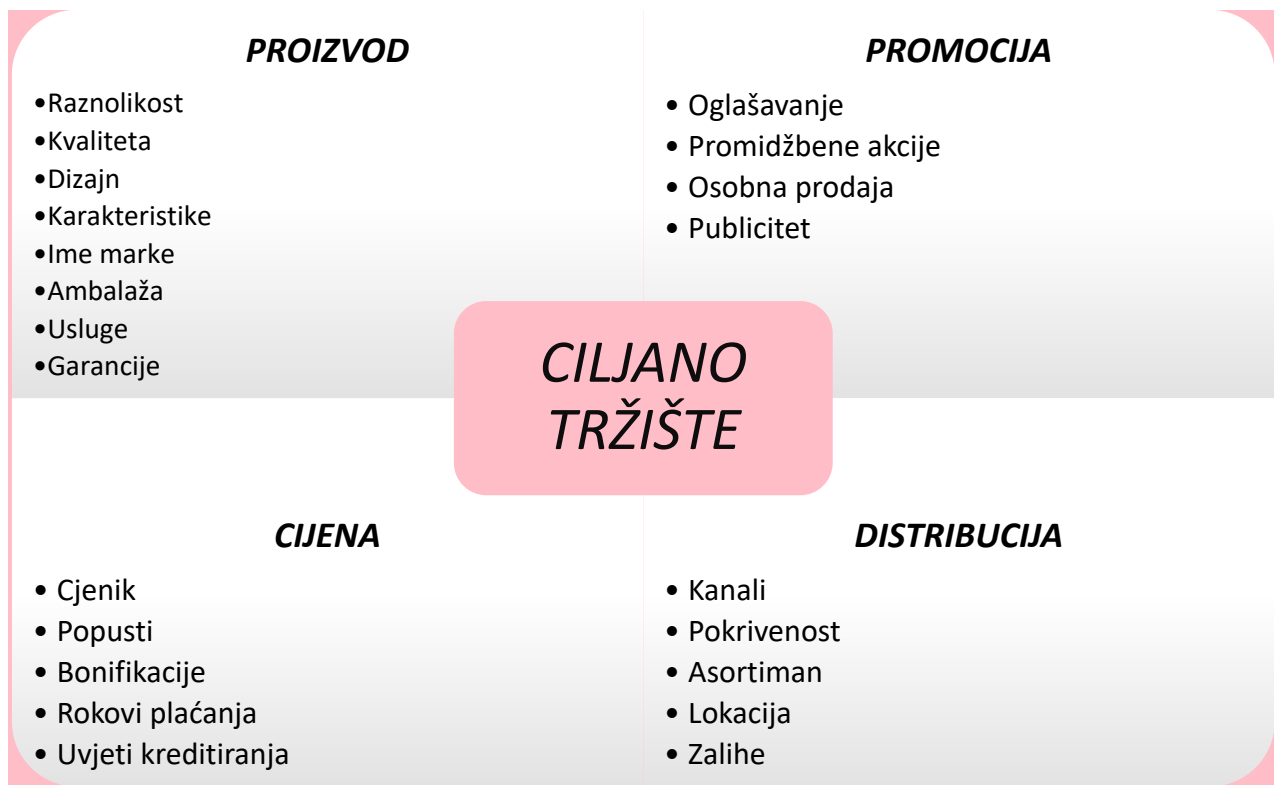 PROIZVOD
•Raznolikost
•Kvaliteta
•Dizajn
•Karakteristike
•Ime marke
•Ambalaža
•Usluge
•Garancije
PROMOCIJA
• Oglašavanje
• Promidžbene akcije
• Osobna prodaja
• Publicitet
CILJANO
TRŽIŠTE
CIJENA
• Cjenik
• Popusti
• Bonifikacije
• Rokovi plaćanja
• Uvjeti kreditiranja
DISTRIBUCIJA
• Kanali
• Pokrivenost
• Asortiman
• Lokacija
• Zalihe